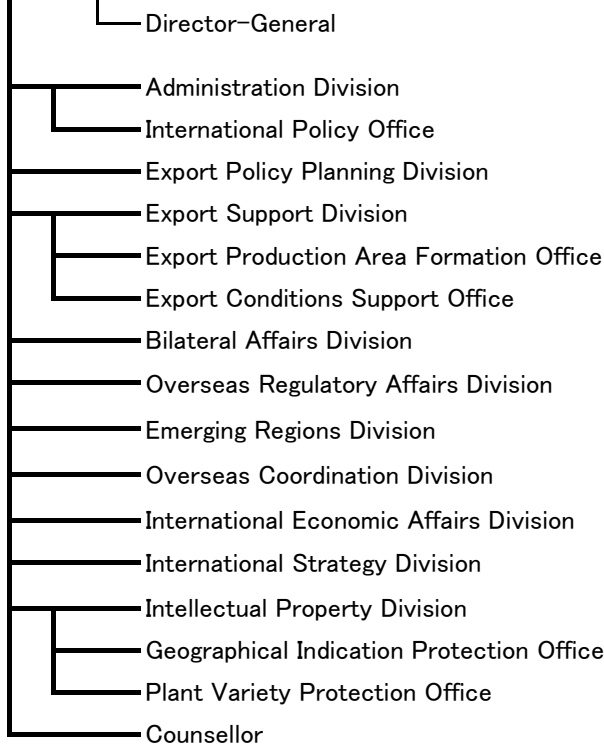 Director-General
Administration Division
International Policy Office
Export Policy Planning Division
Export Support Division
Export Production Area Formation Office
Export Conditions Support Office
Bilateral Affairs Division
Overseas Regulatory Affairs Division
Emerging Regions Division
Overseas Coordination Division
International Economic Affairs Division
International Strategy Division
Intellectual Property Division
Geographical Indication Protection Office
Plant Variety Protection Office
Counsellor